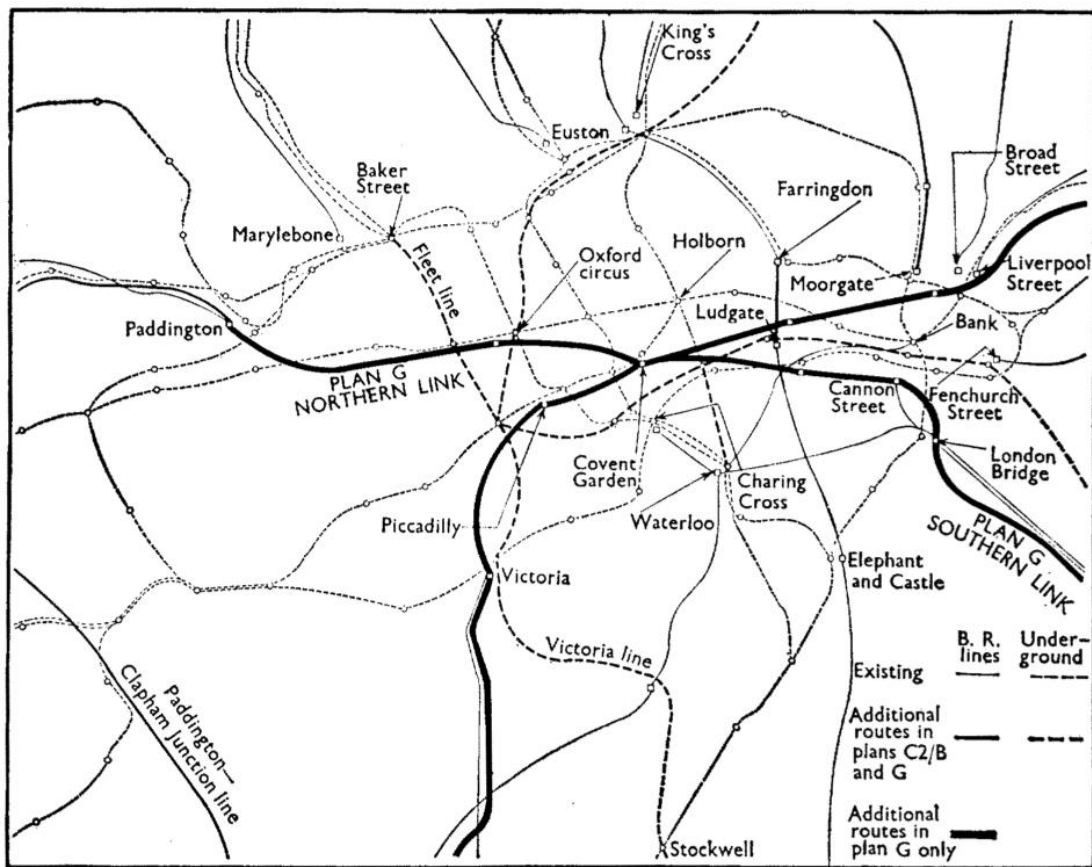 King's
Cross
Euston
Broad
Street
Baker
Street
Farringdon
Marylebone
Fleet line
Oxford
circus
Holborn
Moorgate
Liverpool
Street
Ludgate
Paddington
Bank
PLAN G
NORTHERN LINK
Cannon
Street
Fenchurch
Street
London
Bridge
Covent
Garden
Charing
Cross
Piccadilly
Waterloo
PLAN G
SOUTHERN LINK
Victoria
Elephant
and Castle
Victoria line
Paddington—
Clapham Junction line
Stockwell
B. R.
lines
Under-
ground
Existing
Additional
routes in
plans C2/B
and G
Additional
routes in
plan G only